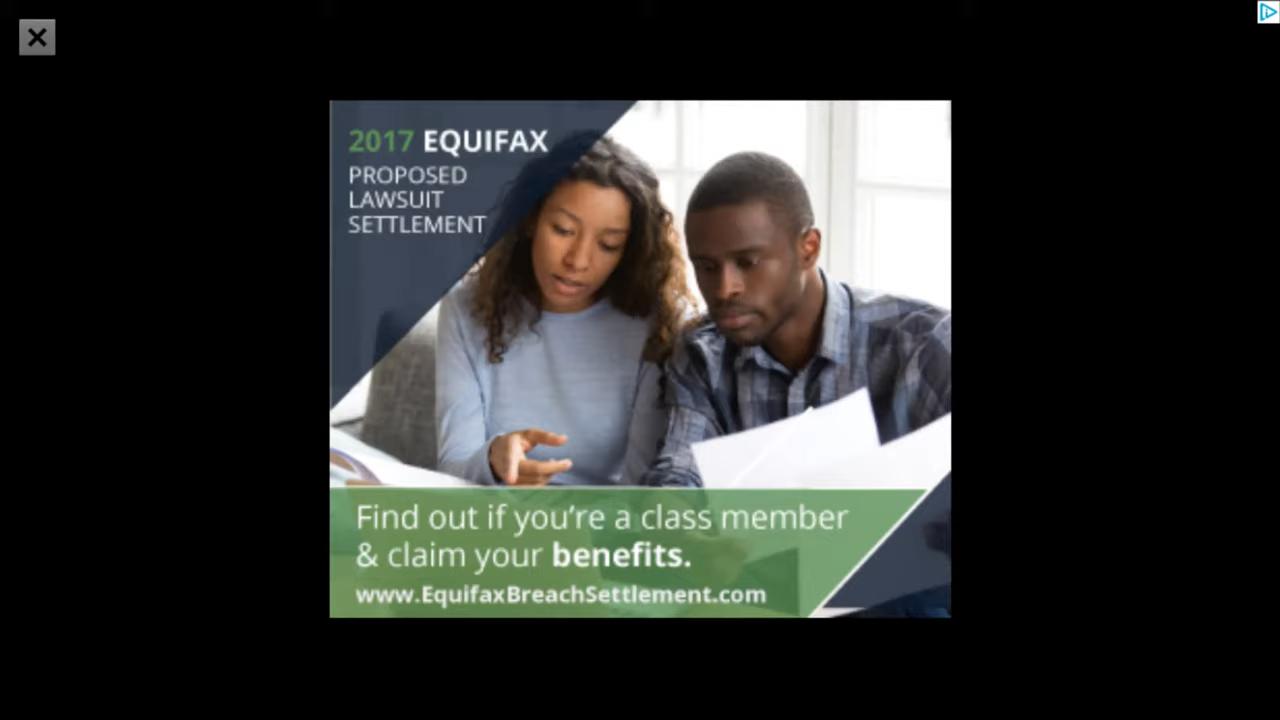 2017 EQUIFAX
PROPOSED
LAWSUIT
SETTLEMENT
Find out if you're a class member
& claim your benefits.
www.EquifaxBreachSettlement.com